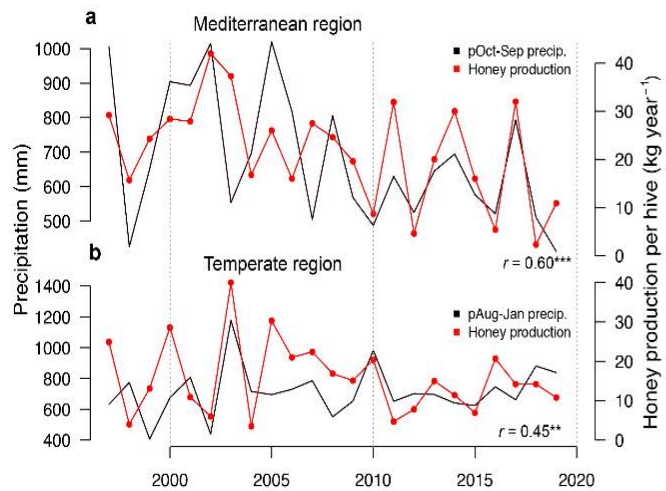 a
Mediterranean region
1000
900
800
700
600
500
pOct-Sep precip.
Honey production
40
30
20
10
0
r = 0.60***
Precipitation (mm)
Honey production per hive (kg year⁻¹)
b
Temperate region
1400
1200
1000
800
600
400
pAug-Jan precip.
Honey production
40
30
20
10
0
r = 0.45**
2000 2005 2010 2015 2020